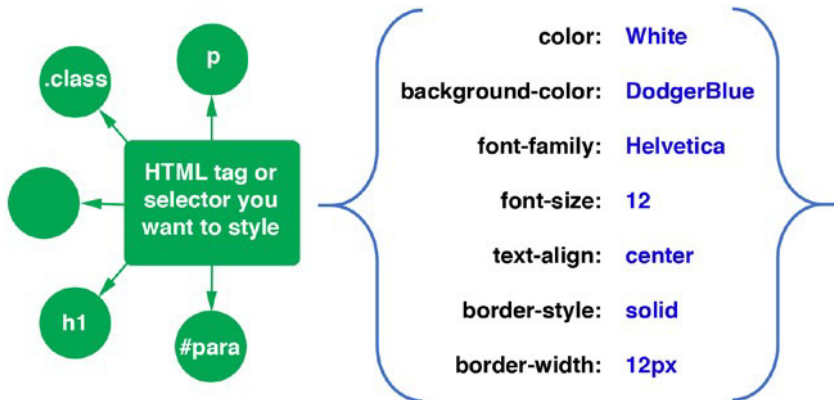 p
.class
HTML tag or
selector you
want to style
h1
#para
color: White
background-color: DodgerBlue
font-family: Helvetica
font-size: 12
text-align: center
border-style: solid
border-width: 12px